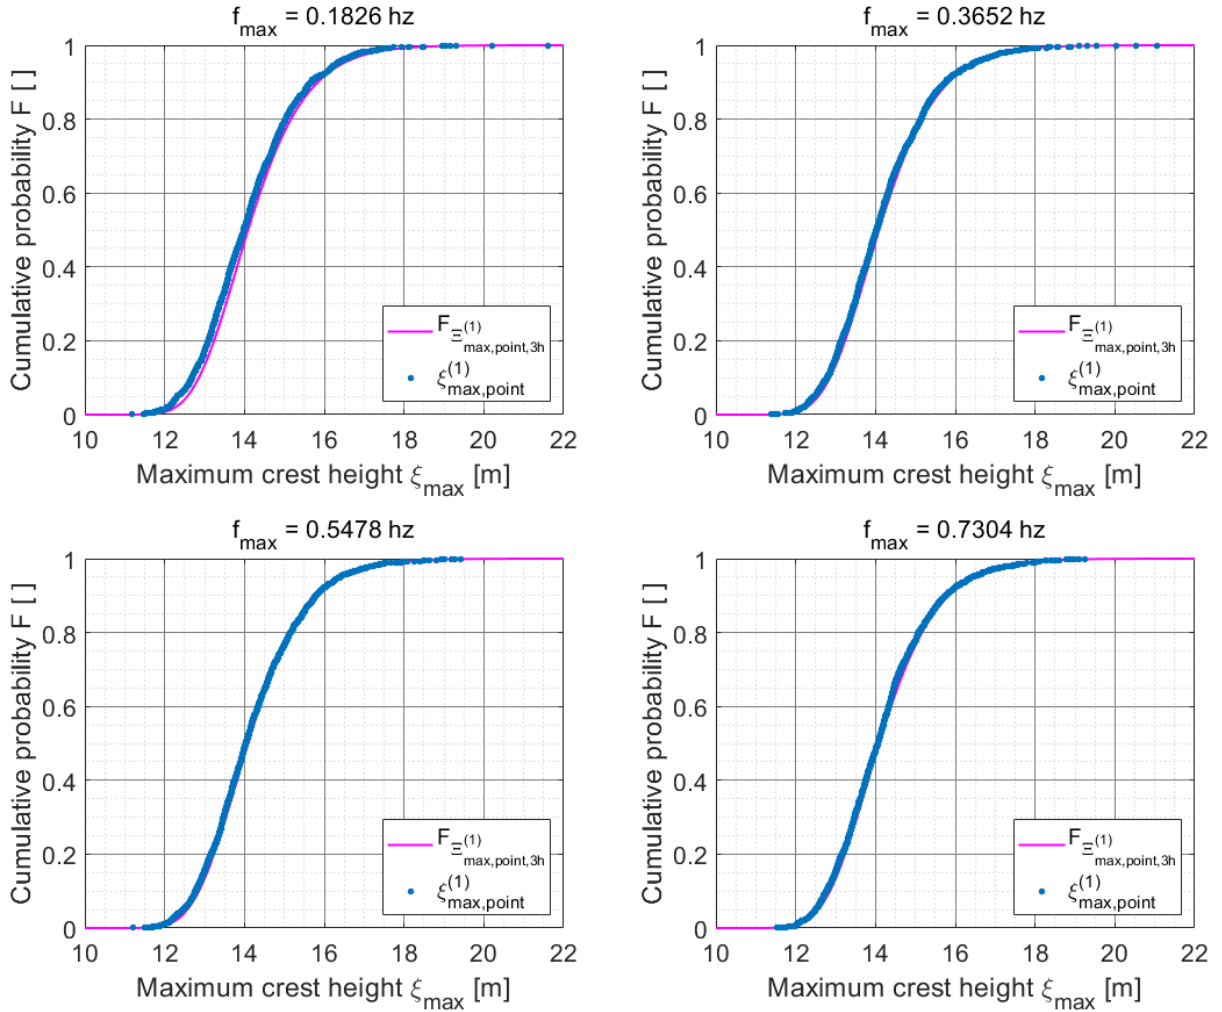 f_max = 0.1826 hz
Cumulative probability F [ ]
1
0.8
0.6
0.4
0.2
0
F_Ξ^(1)_max,point,3h
ξ^(1)_max,point
10 12 14 16 18 20 22
Maximum crest height ξ_max [m]
f_max = 0.3652 hz
Cumulative probability F [ ]
1
0.8
0.6
0.4
0.2
0
F_Ξ^(1)_max,point,3h
ξ^(1)_max,point
10 12 14 16 18 20 22
Maximum crest height ξ_max [m]
f_max = 0.5478 hz
Cumulative probability F [ ]
1
0.8
0.6
0.4
0.2
0
F_Ξ^(1)_max,point,3h
ξ^(1)_max,point
10 12 14 16 18 20 22
Maximum crest height ξ_max [m]
f_max = 0.7304 hz
Cumulative probability F [ ]
1
0.8
0.6
0.4
0.2
0
F_Ξ^(1)_max,point,3h
ξ^(1)_max,point
10 12 14 16 18 20 22
Maximum crest height ξ_max [m]